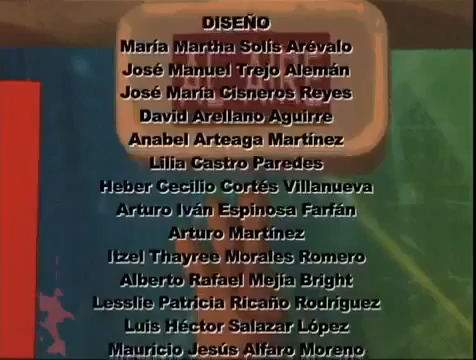 DISEÑO
María Martha Solís Arévalo
José Manuel Trejo Alemán
José María Cisneros Reyes
David Arellano Aguirre
Anabel Arteaga Martínez
Lilia Castro Paredes
Heber Cecilio Cortés Villanueva
Arturo Iván Espinosa Farfán
Arturo Martínez
Itzel Thayree Morales Romero
Alberto Rafael Mejía Bright
Lesslie Patricia Ricaño Rodríguez
Luis Héctor Salazar López
Mauricio Jesús Alfaro Moreno